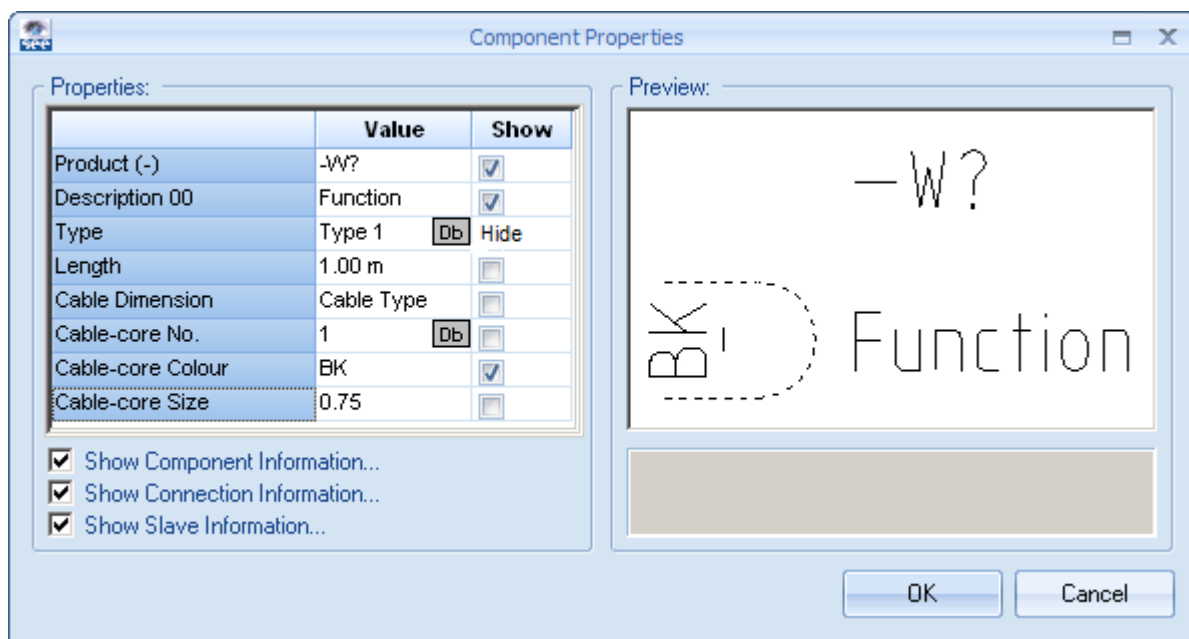 see
Component Properties
Properties:
Value Show
Product (-) -W?
Description 00 Function
Type Type 1 Db Hide
Length 1.00 m
Cable Dimension Cable Type
Cable-core No. 1 Db
Cable-core Colour BK
Cable-core Size 0.75
Show Component Information...
Show Connection Information...
Show Slave Information...
Preview:
-W?
BK
Function
OK Cancel